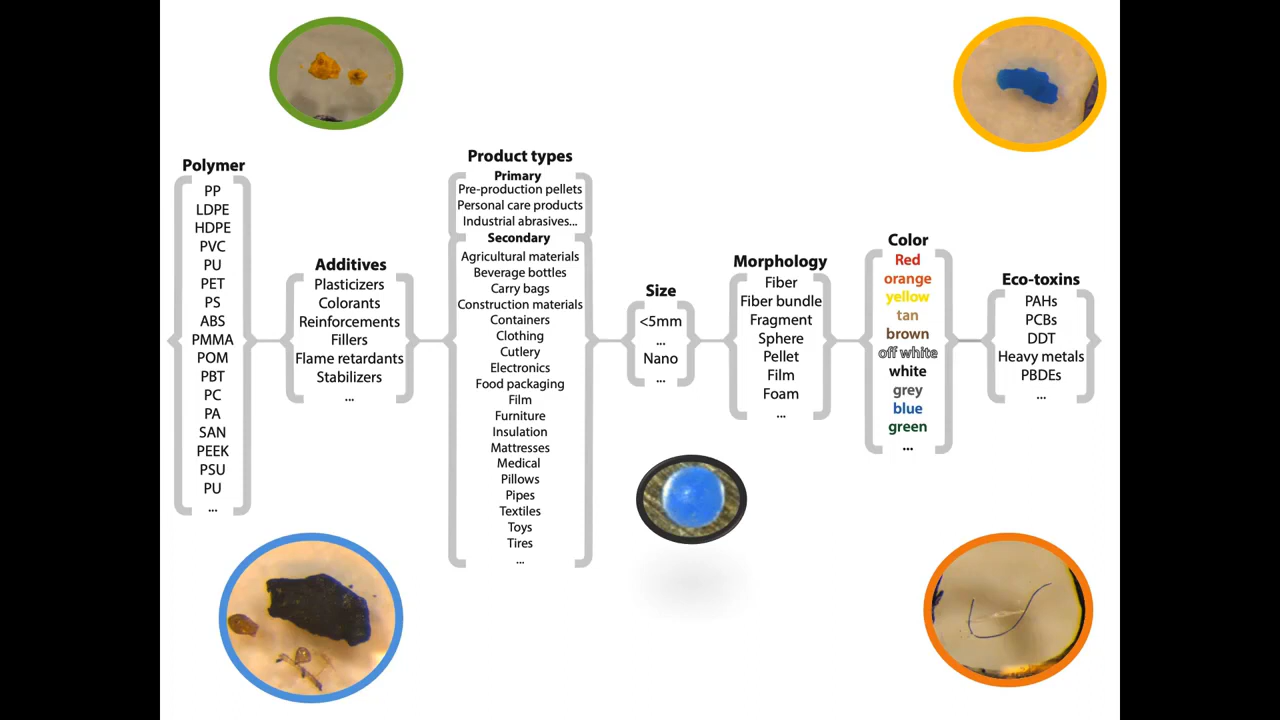 Polymer
PP
LDPE
HDPE
PVC
PU
PET
PS
ABS
PMMA
POM
PBT
PC
PA
SAN
PEEK
PSU
PU
...
Additives
Plasticizers
Colorants
Reinforcements
Fillers
Flame retardants
Stabilizers
...
Product types
Primary
Pre-production pellets
Personal care products
Industrial abrasives...
Secondary
Agricultural materials
Beverage bottles
Carry bags
Construction materials
Containers
Clothing
Cutlery
Electronics
Food packaging
Film
Furniture
Insulation
Mattresses
Medical
Pillows
Pipes
Textiles
Toys
Tires
...
Size
<5mm
...
Nano
...
Morphology
Fiber
Fiber bundle
Fragment
Sphere
Pellet
Film
Foam
...
Color
Red
orange
yellow
tan
brown
off white
white
grey
blue
green
...
Eco-toxins
PAHs
PCBs
DDT
Heavy metals
PBDEs
...